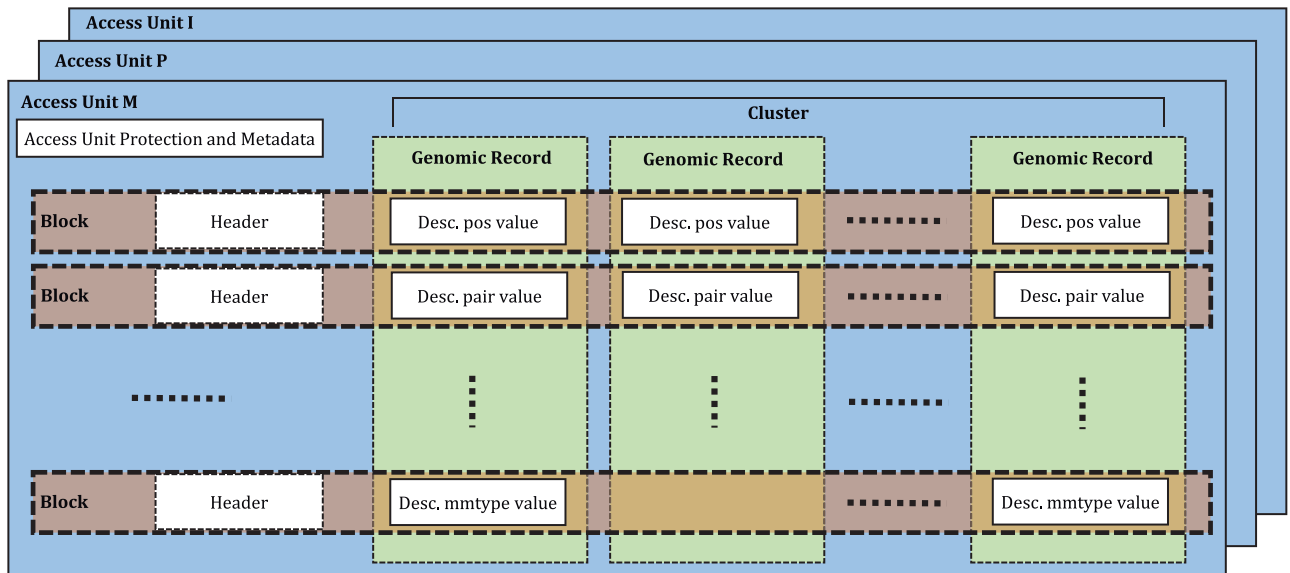 Access Unit I
Access Unit P
Access Unit M
Cluster
Access Unit Protection and Metadata
Genomic Record Genomic Record Genomic Record
Block Header Desc. pos value Desc. pos value Desc. pos value
Block Header Desc. pair value Desc. pair value Desc. pair value
Block Header Desc. mmtype value Desc. mmtype value